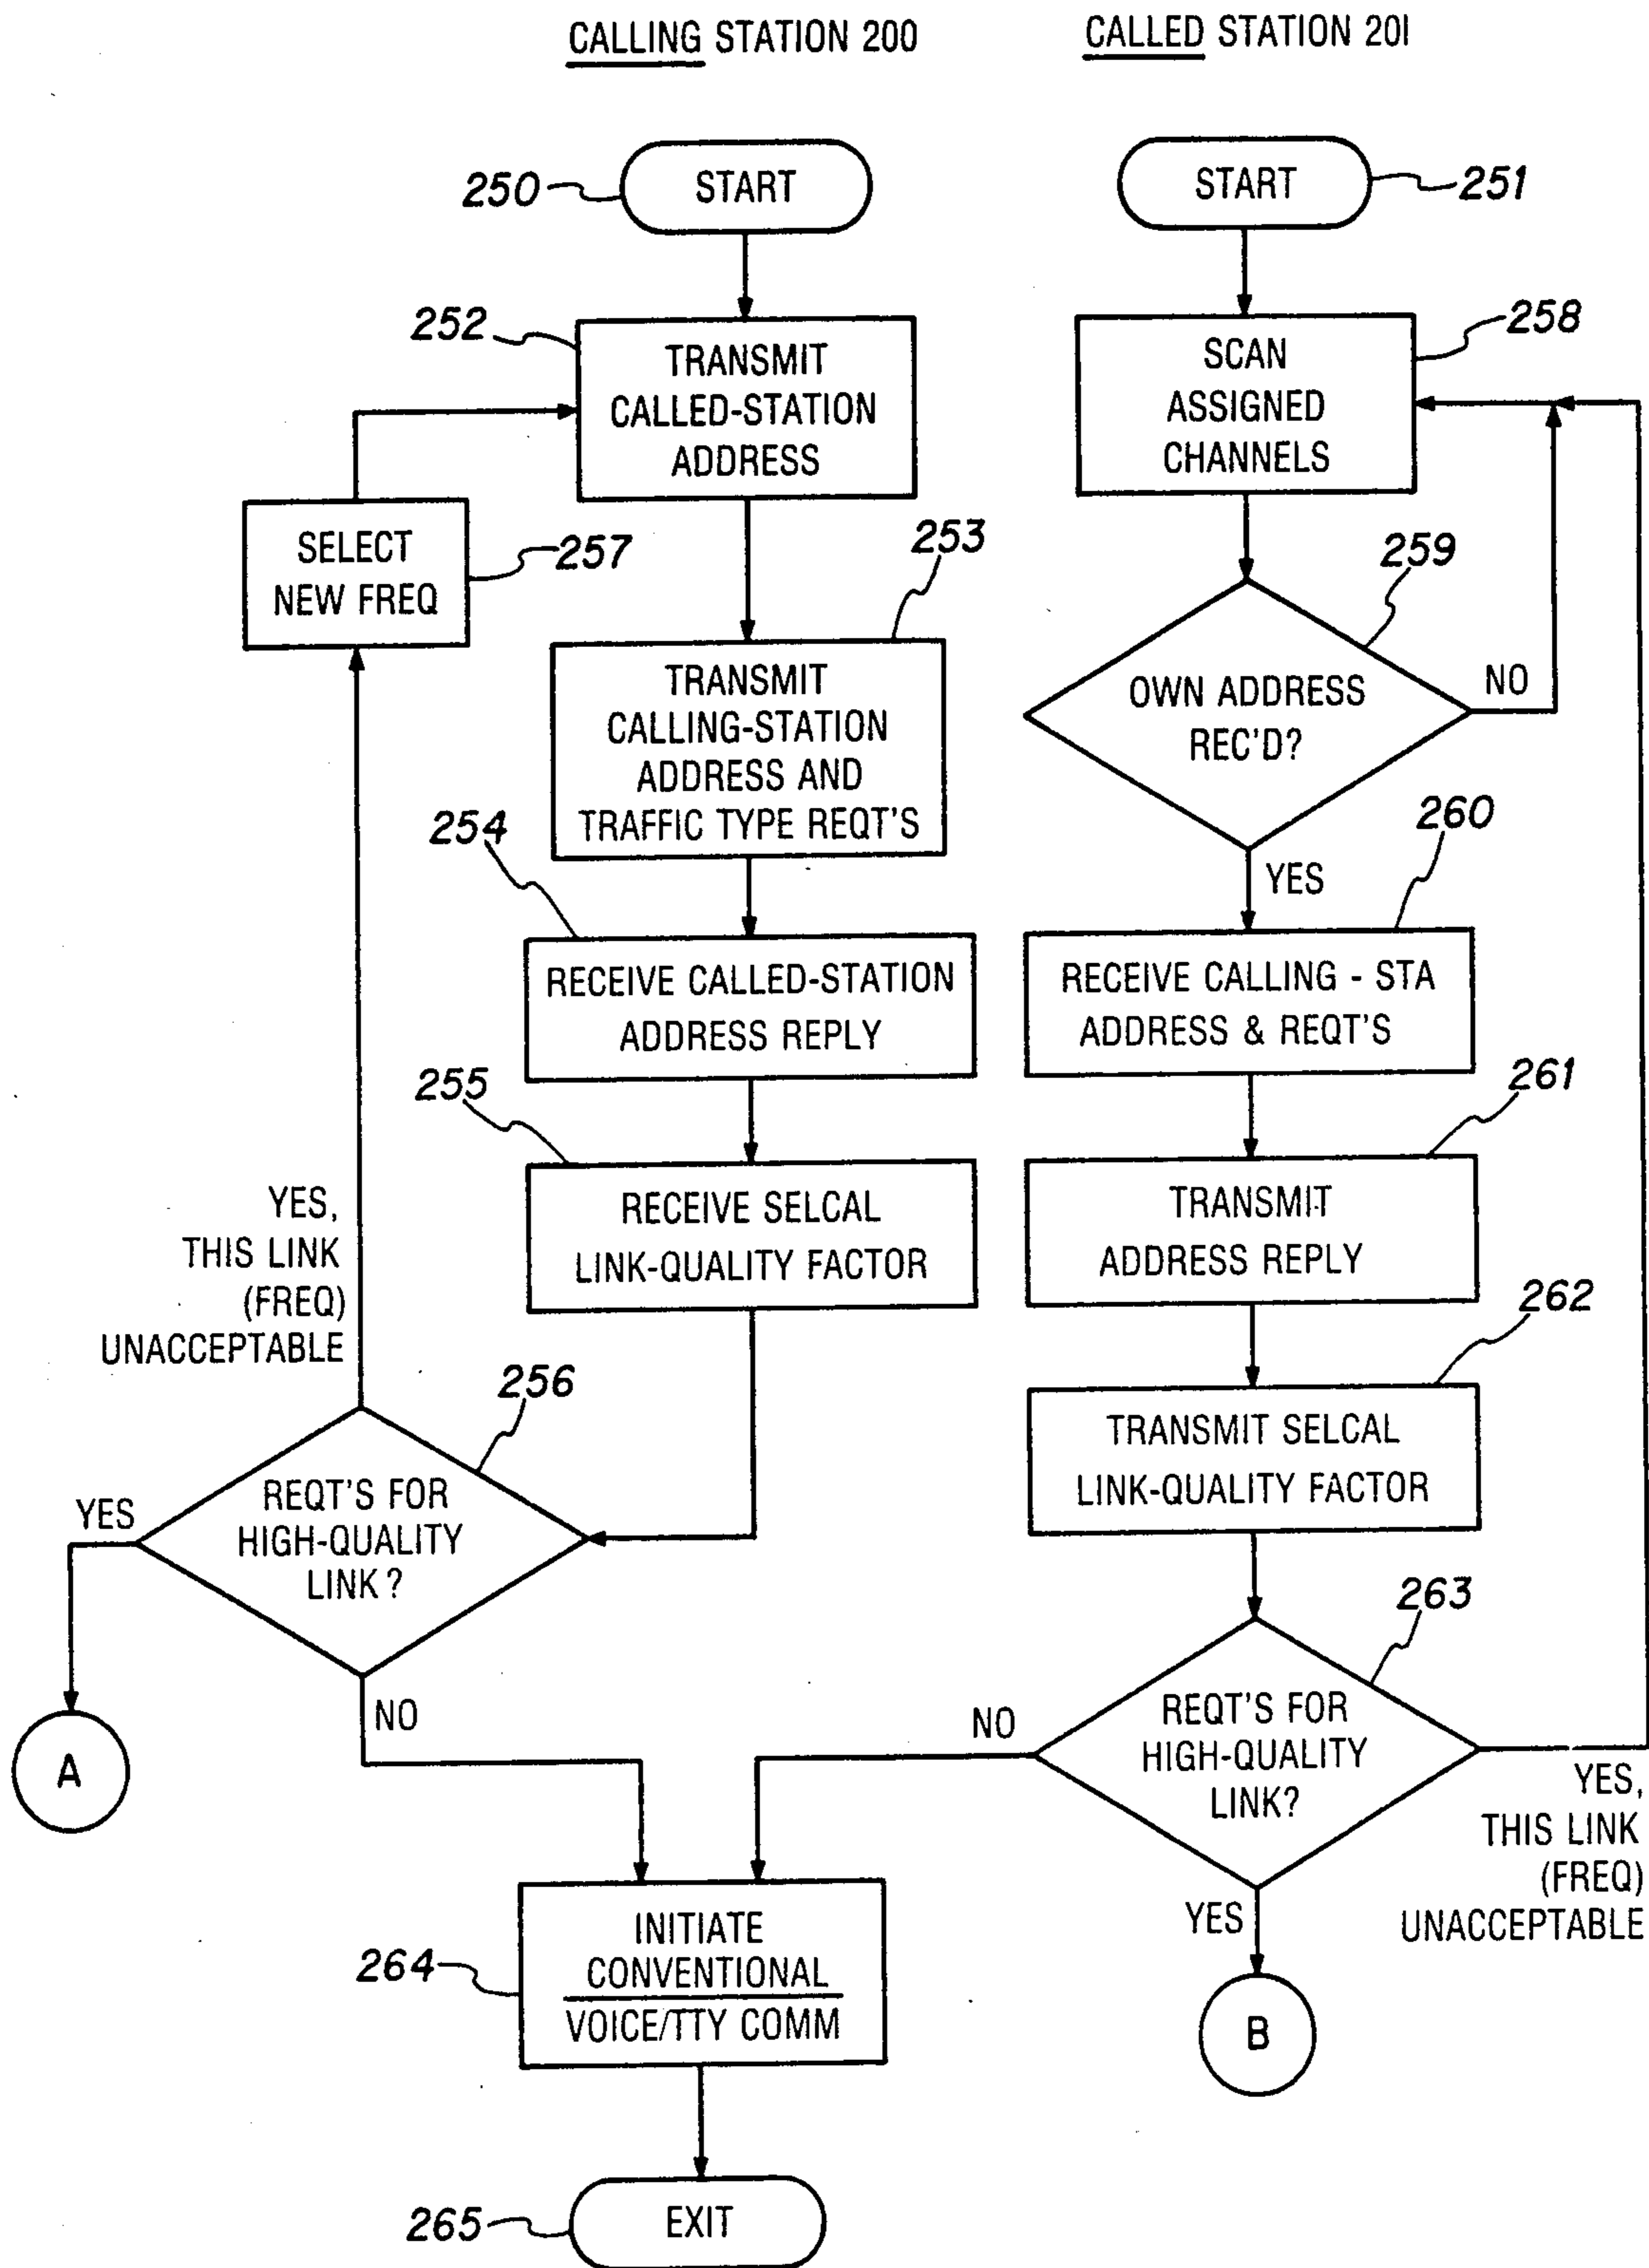 CALLING STATION 200
CALLED STATION 201
START
250
START
251
252
TRANSMIT
CALLED-STATION
ADDRESS
258
SCAN
ASSIGNED
CHANNELS
SELECT
NEW FREQ
257
253
TRANSMIT
CALLING-STATION
ADDRESS AND
TRAFFIC TYPE REQT'S
259
OWN ADDRESS
REC'D?
NO
YES
254
RECEIVE CALLED-STATION
ADDRESS REPLY
260
RECEIVE CALLING - STA
ADDRESS & REQT'S
255
RECEIVE SELCAL
LINK-QUALITY FACTOR
261
TRANSMIT
ADDRESS REPLY
YES,
THIS LINK
(FREQ)
UNACCEPTABLE
262
TRANSMIT SELCAL
LINK-QUALITY FACTOR
256
REQT'S FOR
HIGH-QUALITY
LINK?
YES
NO
A
263
REQT'S FOR
HIGH-QUALITY
LINK?
NO
YES,
THIS LINK
(FREQ)
UNACCEPTABLE
YES
B
264
INITIATE
CONVENTIONAL
VOICE/TTY COMM
265
EXIT